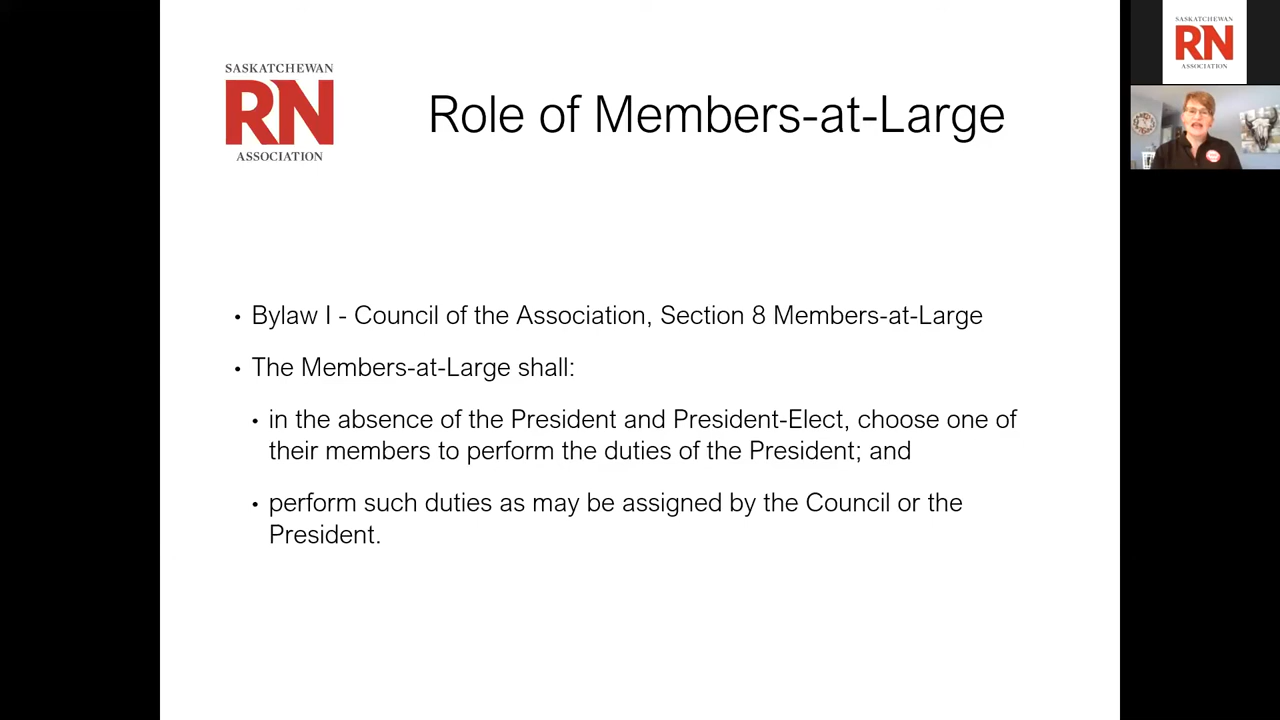 SASKATCHEWAN
RN
ASSOCIATION
Role of Members-at-Large
• Bylaw I - Council of the Association, Section 8 Members-at-Large
• The Members-at-Large shall:
• in the absence of the President and President-Elect, choose one of
their members to perform the duties of the President; and
• perform such duties as may be assigned by the Council or the
President.
SASKATCHEWAN
RN
ASSOCIATION